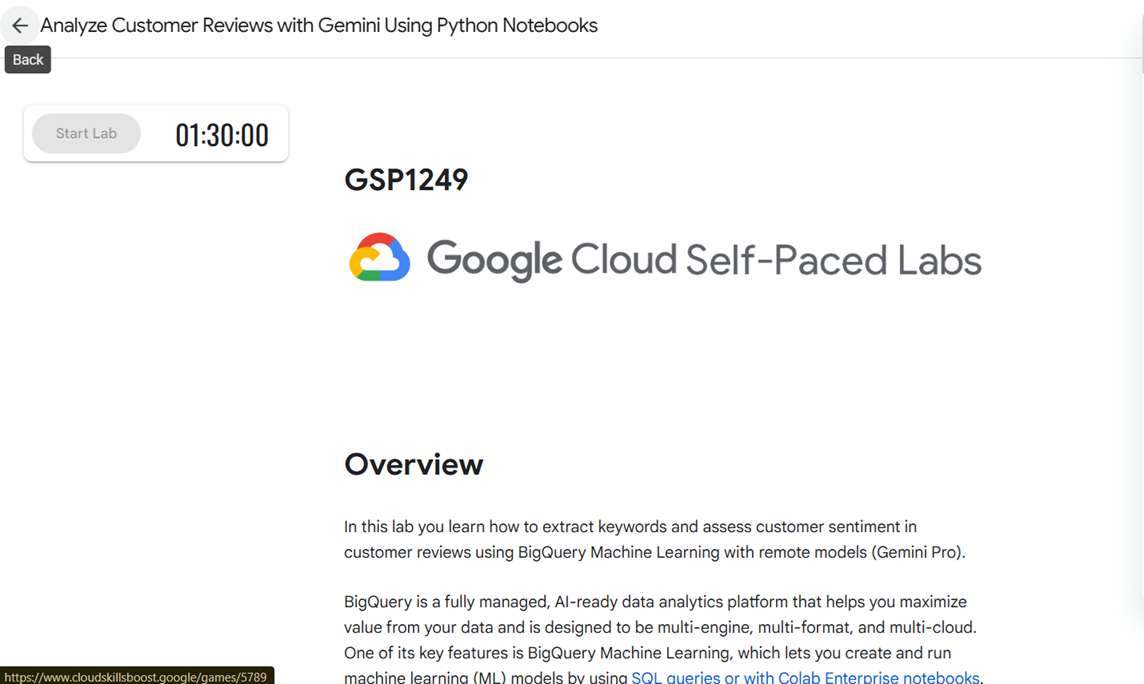 Analyze Customer Reviews with Gemini Using Python Notebooks
Back
Start Lab
01:30:00
GSP1249
Google Cloud Self-Paced Labs
Overview
In this lab you learn how to extract keywords and assess customer sentiment in
customer reviews using BigQuery Machine Learning with remote models (Gemini Pro).
BigQuery is a fully managed, AI-ready data analytics platform that helps you maximize
value from your data and is designed to be multi-engine, multi-format, and multi-cloud.
One of its key features is BigQuery Machine Learning, which lets you create and run
machine learning (ML) models by using SQL queries or with Colab Enterprise notebooks.
https://www.cloudskillsboost.google/games/5789